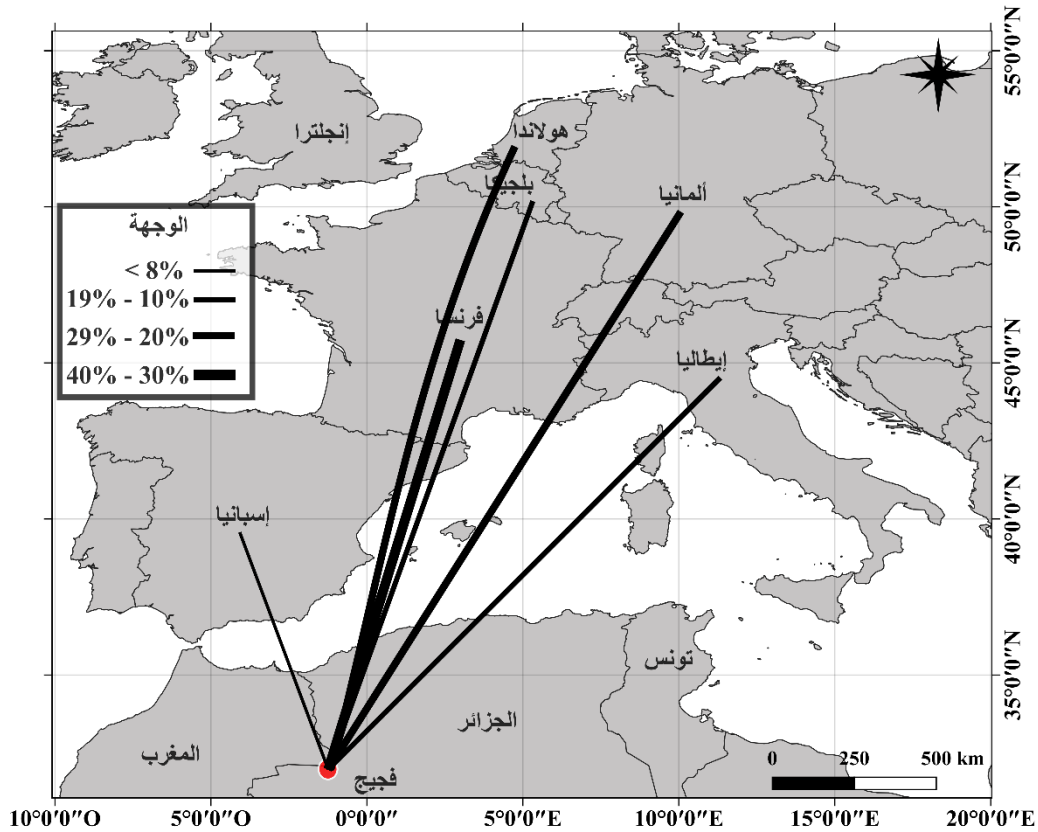 55°0'0"N
هولاندا
إنجلترا
بلجيكا
ألمانيا
50°0'0"N
الوجهة
< 8%
19% - 10%
29% - 20%
40% - 30%
فرنسا
إيطاليا
45°0'0"N
إسبانيا
40°0'0"N
تونس
35°0'0"N
الجزائر
المغرب
فجيج
0 250 500 km
10°0'0"O 5°0'0"O 0°0'0" 5°0'0"E 10°0'0"E 15°0'0"E 20°0'0"E